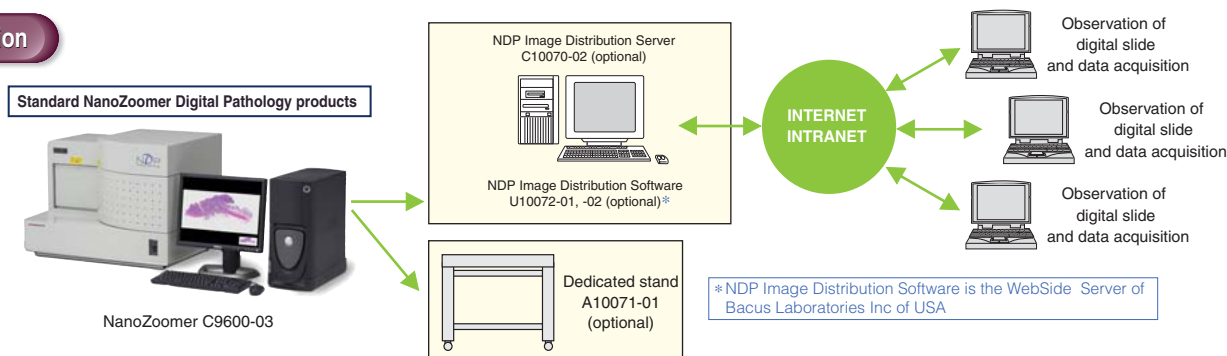 Standard NanoZoomer Digital Pathology products
NDP
NanoZoomer C9600-03
NDP Image Distribution Server
C10070-02 (optional)
NDP Image Distribution Software
U10072-01, -02 (optional)*
Dedicated stand
A10071-01
(optional)
INTERNET
INTRANET
Observation of
digital slide
and data acquisition
Observation of
digital slide
and data acquisition
Observation of
digital slide
and data acquisition
*NDP Image Distribution Software is the WebSide Server of
Bacus Laboratories Inc of USA